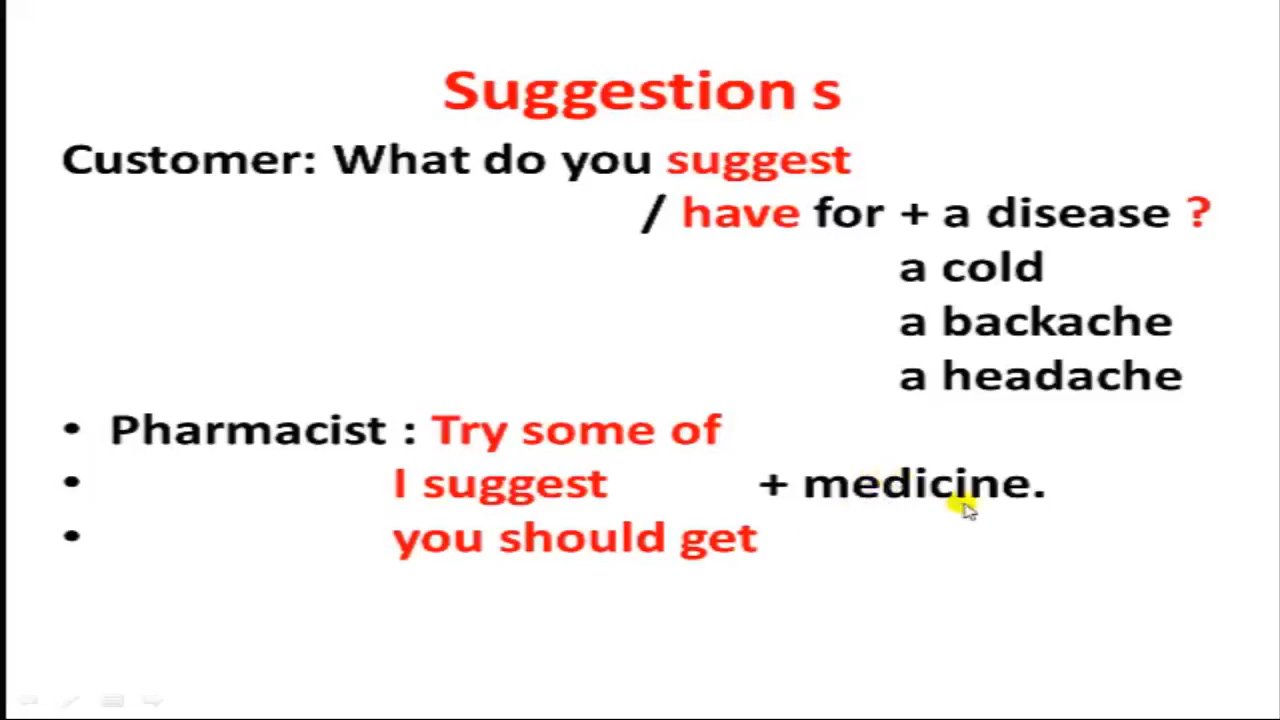 Suggestion s
Customer: What do you suggest
/ have for + a disease ?
a cold
a backache
a headache
• Pharmacist : Try some of
• I suggest + medicine.
• you should get